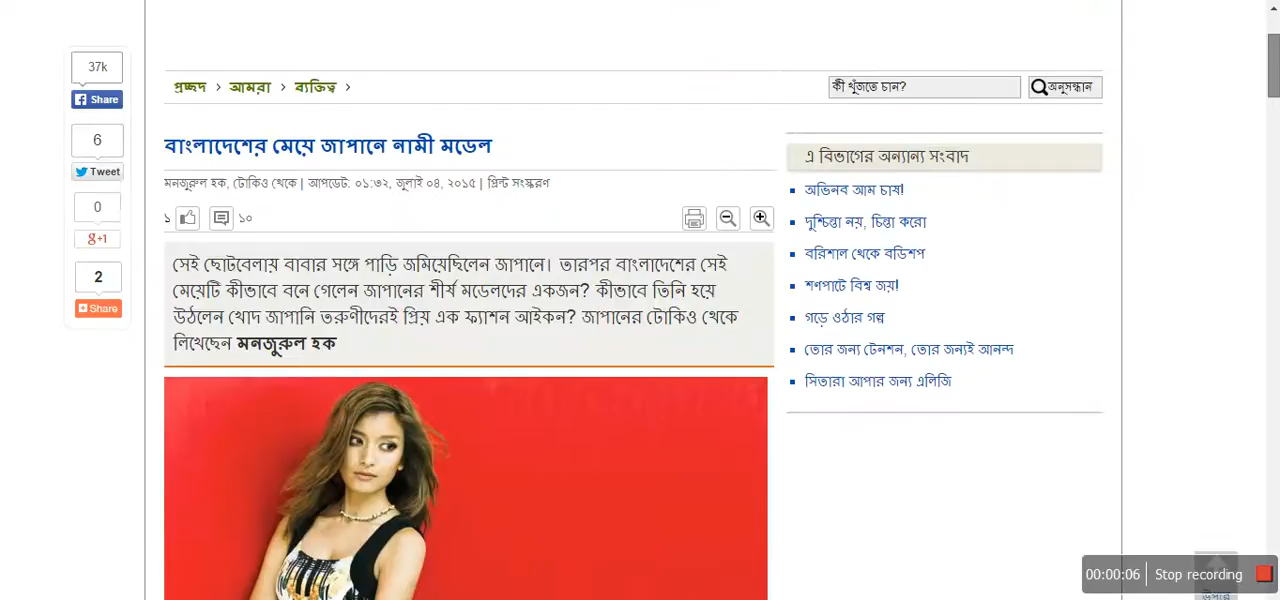 37k
Share
6
Tweet
0
g+1
2
Share
প্রচ্ছদ › আমরা › ব্যক্তিত্ব ›
কী খুঁজতে চান?
অনুসন্ধান
বাংলাদেশের মেয়ে জাপানে নামী মডেল
মনজুরুল হক, টোকিও থেকে | আপডেট: ০১:৩২, জুলাই ০৪, ২০১৫ | প্রিন্ট সংস্করণ
১
১০
সেই ছোটবেলায় বাবার সঙ্গে পাড়ি জমিয়েছিলেন জাপানে। তারপর বাংলাদেশের সেই
মেয়েটি কীভাবে বনে গেলেন জাপানের শীর্ষ মডেলদের একজন? কীভাবে তিনি হয়ে
উঠলেন খোদ জাপানি তরুণীদেরই প্রিয় এক ফ্যাশন আইকন? জাপানের টোকিও থেকে
লিখেছেন মনজুরুল হক
এ বিভাগের অন্যান্য সংবাদ
অভিনব আম চাষ!
দুশ্চিন্তা নয়, চিন্তা করো
বরিশাল থেকে বডিশপ
শণপাটে বিশ্ব জয়!
গড়ে ওঠার গল্প
তোর জন্য টেনশন, তোর জন্যই আনন্দ
সিতারা আপার জন্য এলিজি
00:00:06 Stop recording
উপরে